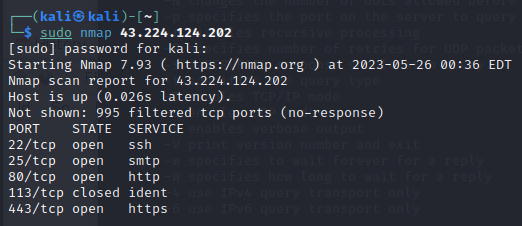 ┌──(kali㉿kali)-[~]
└─$ sudo nmap 43.224.124.202
[sudo] password for kali:
Starting Nmap 7.93 ( https://nmap.org ) at 2023-05-26 00:36 EDT
Nmap scan report for 43.224.124.202
Host is up (0.026s latency).
Not shown: 995 filtered tcp ports (no-response)
PORT    STATE  SERVICE
22/tcp  open   ssh
25/tcp  open   smtp
80/tcp  open   http
113/tcp closed ident
443/tcp open   https